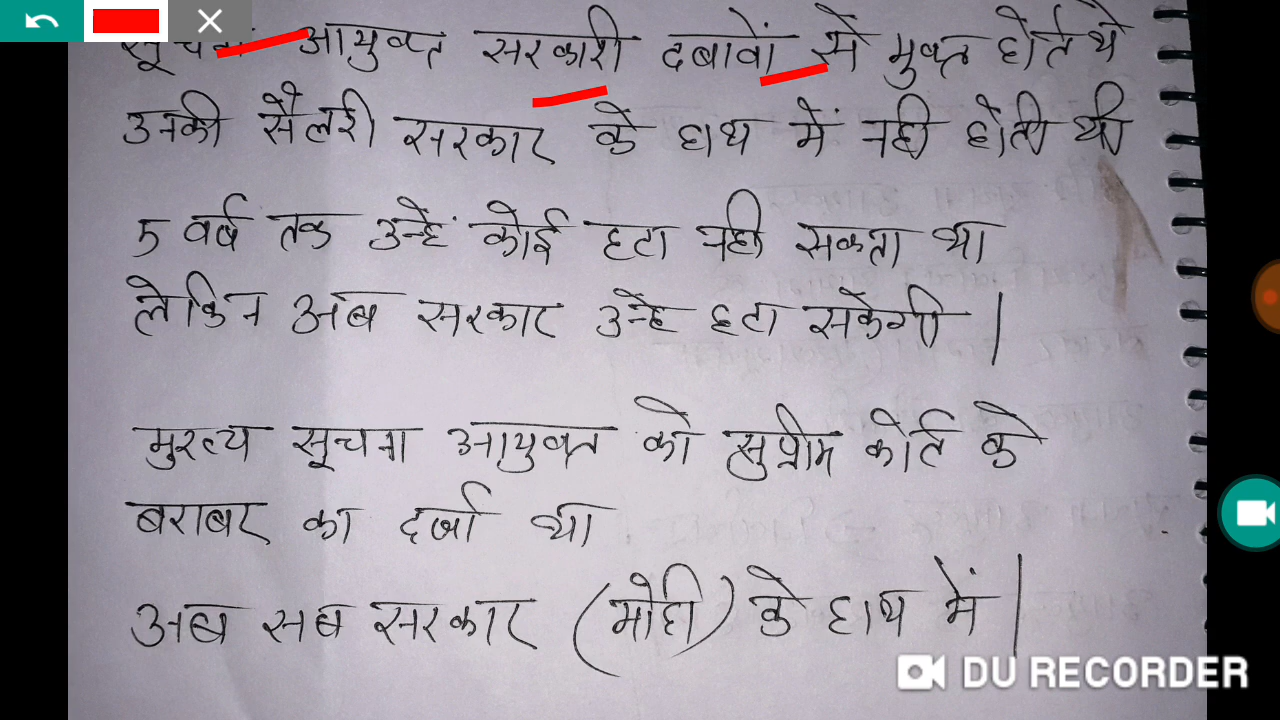 सूचना आयुक्त सरकारी दबावों से मुक्त होते थे
उनकी सैलरी सरकार के हाथ में नही होती थी
5 वर्ष तक उन्हें कोई हटा नही सकता था
लेकिन अब सरकार उन्हे हटा सकेगी |
मुख्य सूचना आयुक्त को सुप्रीम कोर्ट के
बराबर का दर्जा था
अब सब सरकार (मोदी) के हाथ में |
DU RECORDER